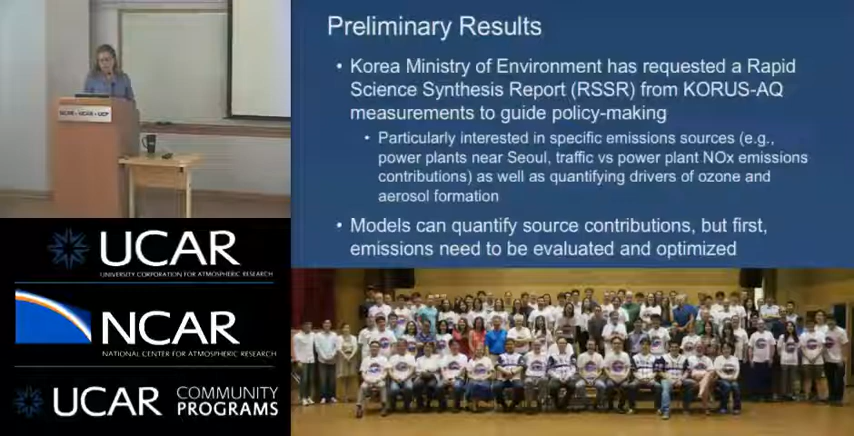 Preliminary Results
• Korea Ministry of Environment has requested a Rapid
Science Synthesis Report (RSSR) from KORUS-AQ
measurements to guide policy-making
• Particularly interested in specific emissions sources (e.g.,
power plants near Seoul, traffic vs power plant NOx emissions
contributions) as well as quantifying drivers of ozone and
aerosol formation
• Models can quantify source contributions, but first,
emissions need to be evaluated and optimized
NCAR • UCAR • UCP
UCAR
UNIVERSITY CORPORATION FOR ATMOSPHERIC RESEARCH
NCAR
NATIONAL CENTER FOR ATMOSPHERIC RESEARCH
UCAR COMMUNITY
PROGRAMS